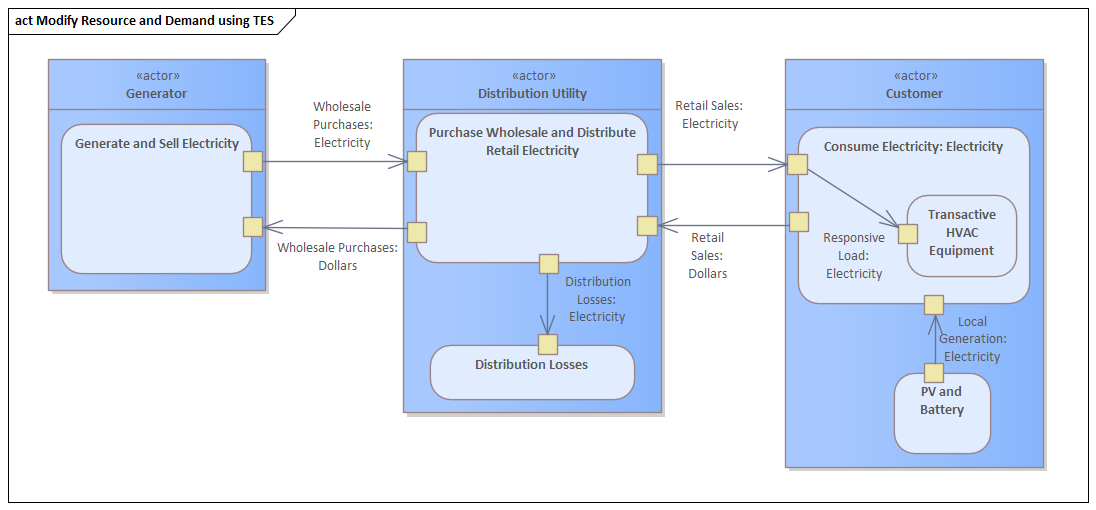 act Modify Resource and Demand using TES
«actor»
Generator
Generate and Sell Electricity
Wholesale
Purchases:
Electricity
Wholesale Purchases:
Dollars
«actor»
Distribution Utility
Purchase Wholesale and Distribute
Retail Electricity
Distribution
Losses:
Electricity
Distribution Losses
Retail Sales:
Electricity
Retail
Sales:
Dollars
«actor»
Customer
Consume Electricity: Electricity
Transactive
HVAC
Equipment
Responsive
Load:
Electricity
Local
Generation:
Electricity
PV and
Battery